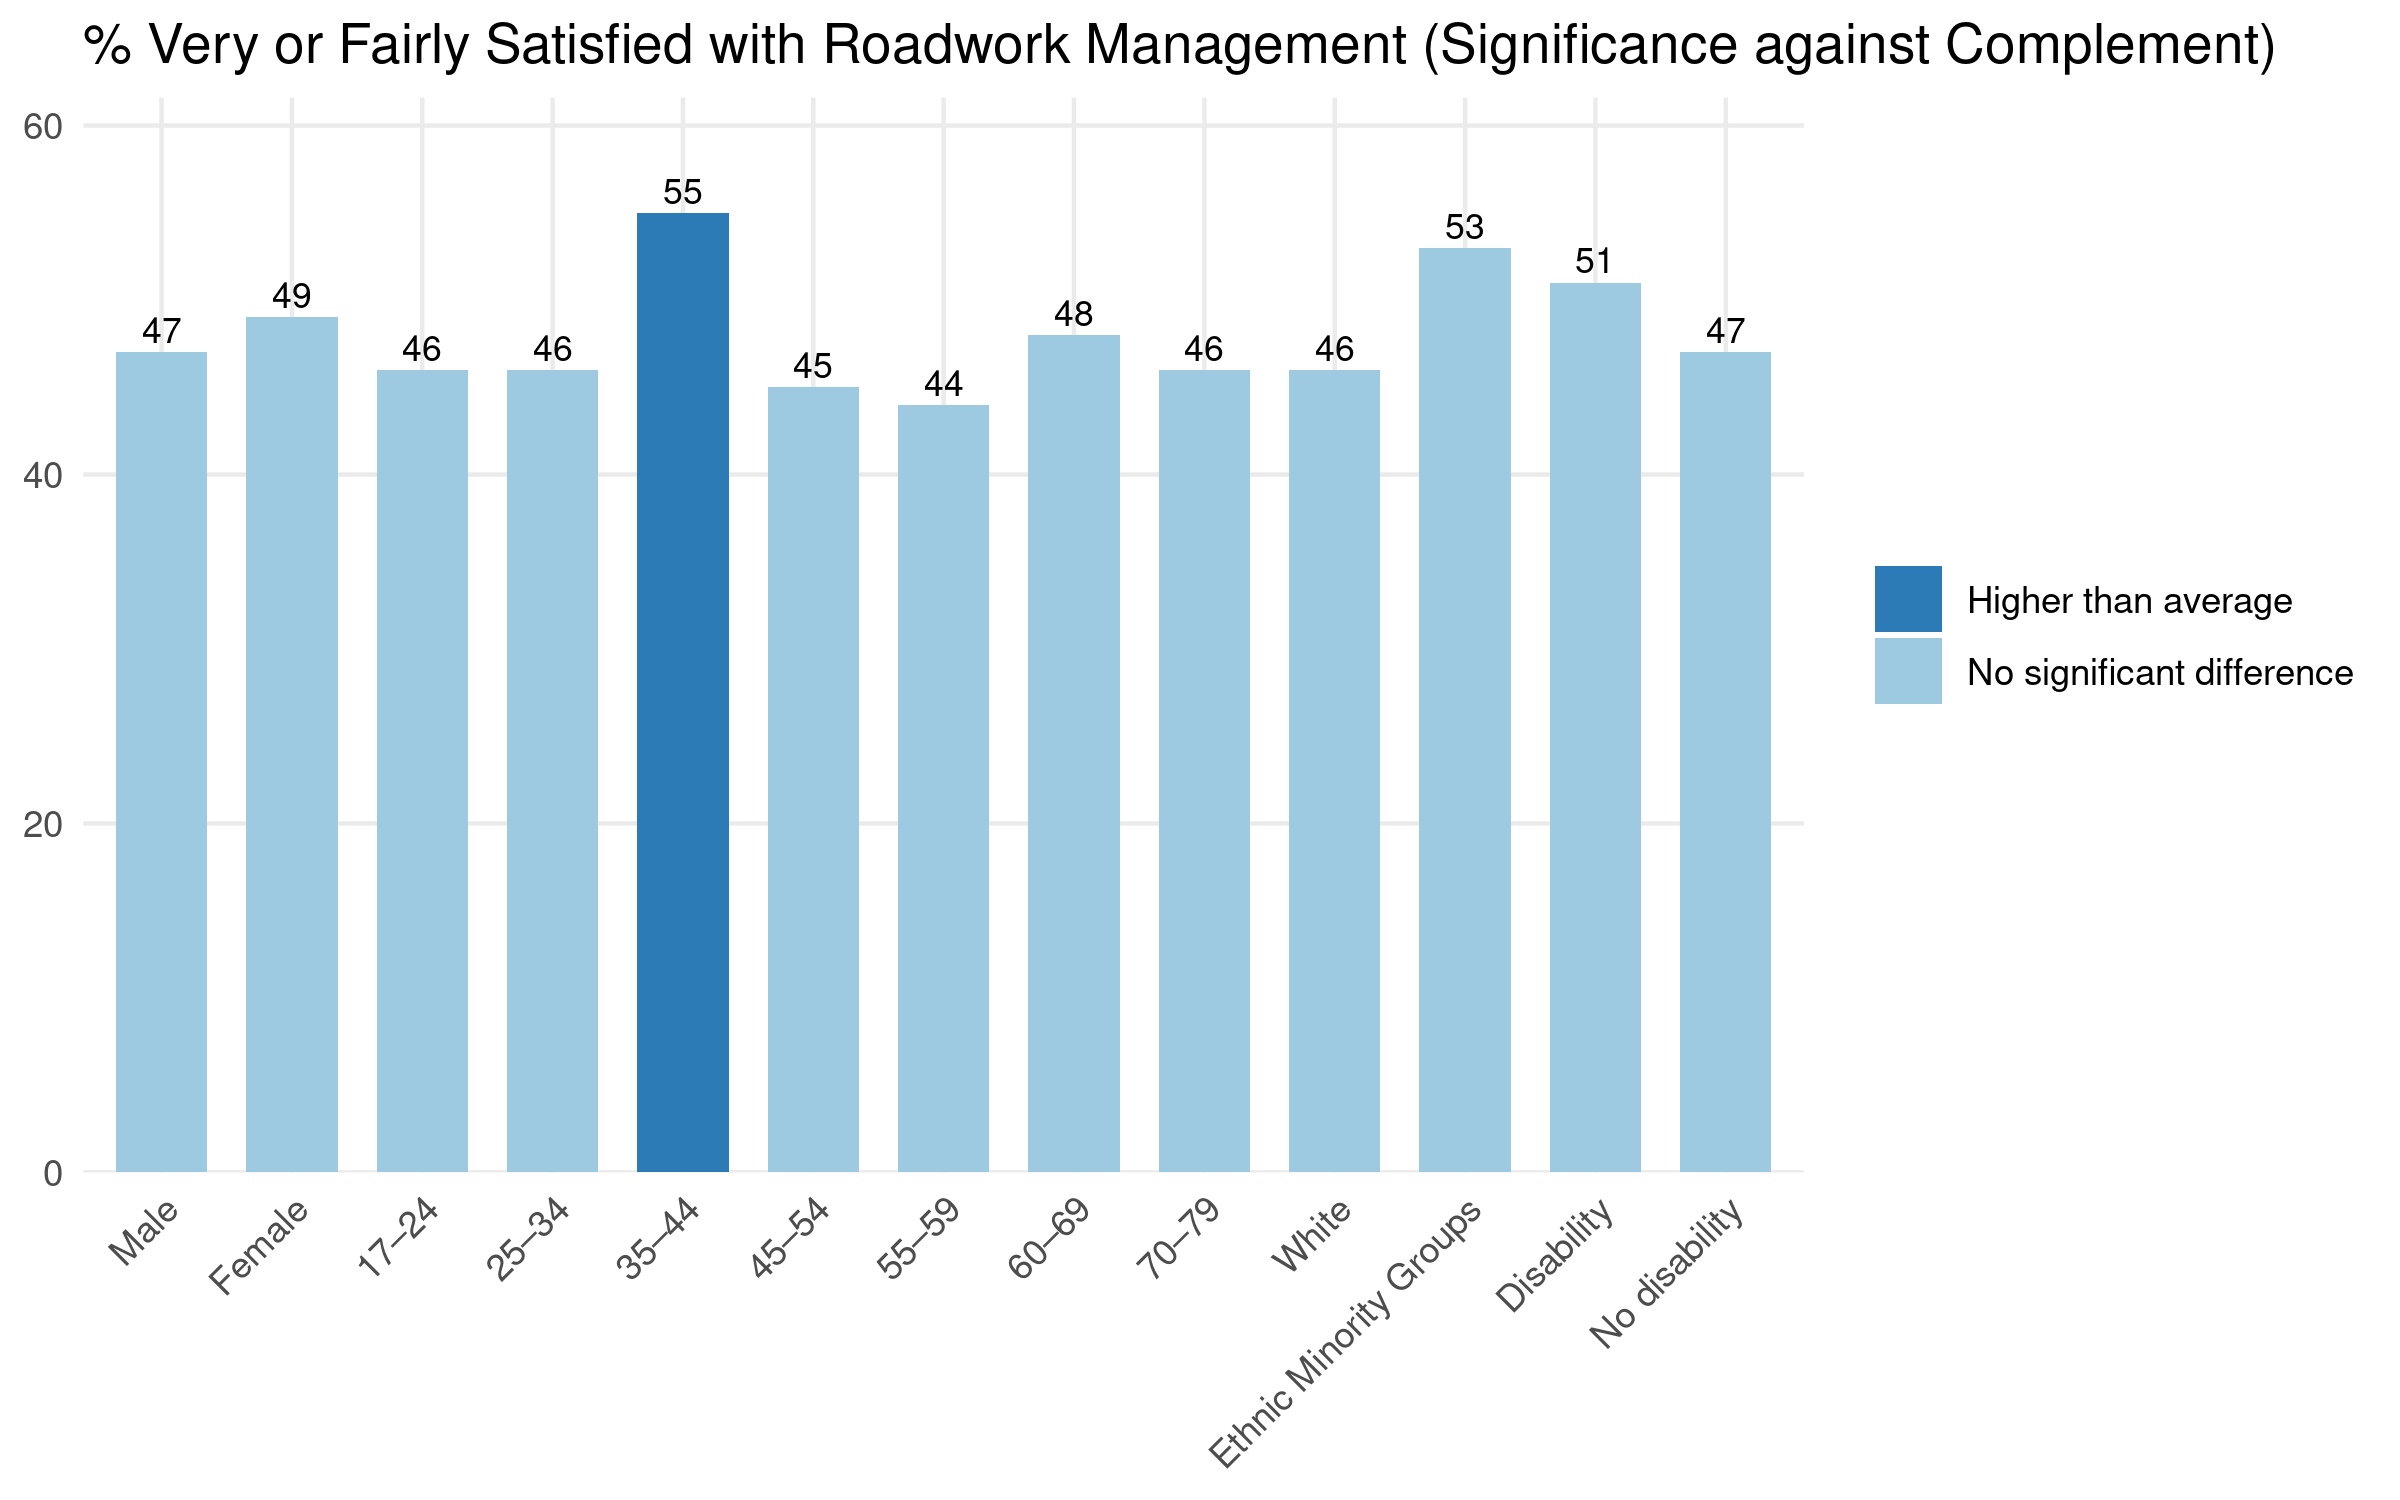 % Very or Fairly Satisfied with Roadwork Management (Significance against Complement)
60
40
20
0
47
49
46
46
55
45
44
48
46
46
53
51
47
Male
Female
17–24
25–34
35–44
45–54
55–59
60–69
70–79
White
Ethnic Minority Groups
Disability
No disability
Higher than average
No significant difference